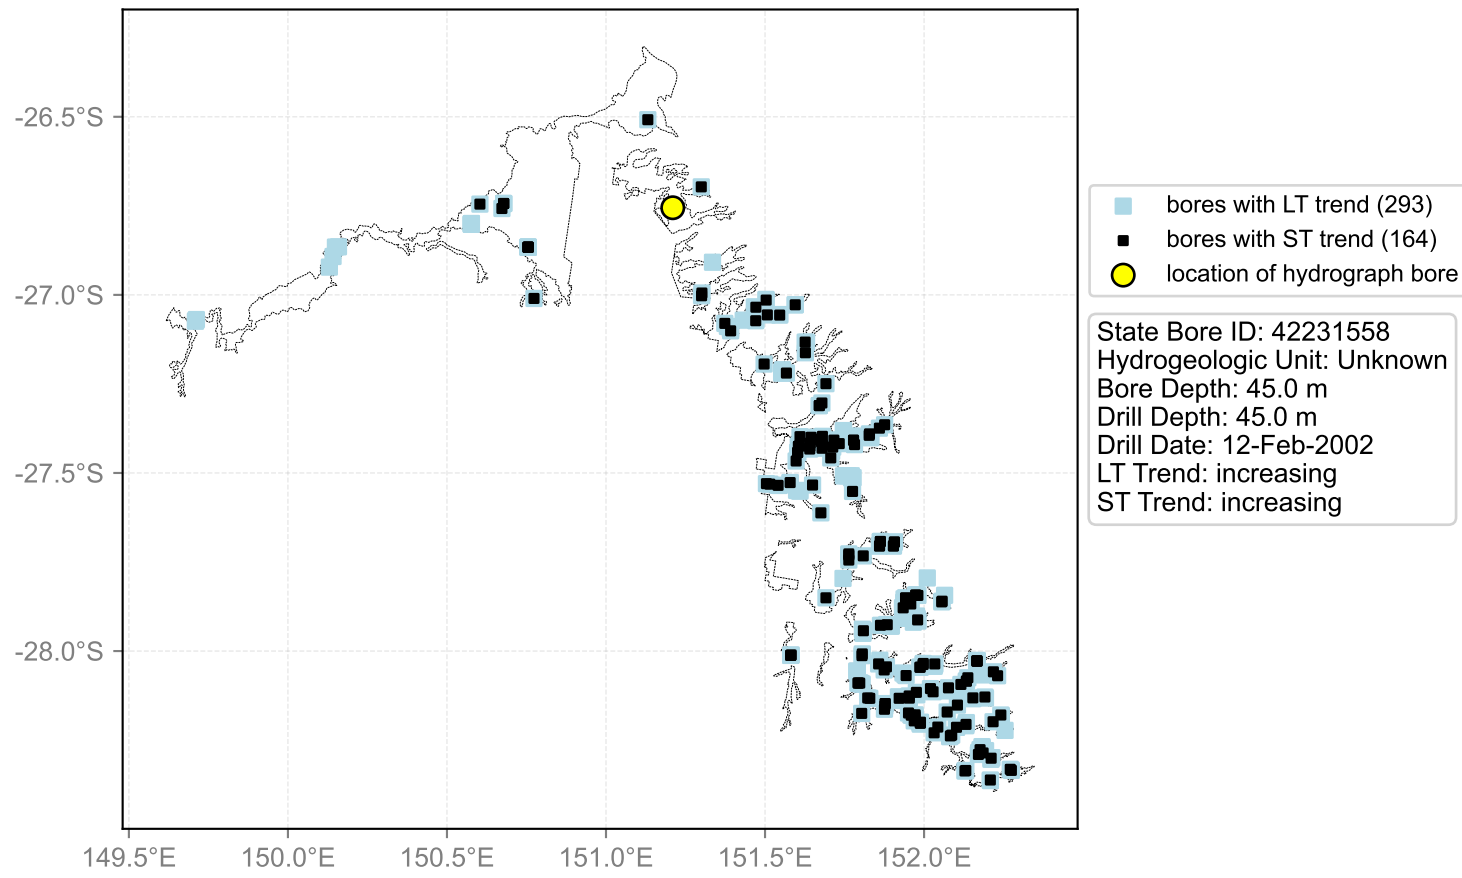 -26.5°S
-27.0°S
-27.5°S
-28.0°S
149.5°E
150.0°E
150.5°E
151.0°E
151.5°E
152.0°E
bores with LT trend (293)
bores with ST trend (164)
location of hydrograph bore
State Bore ID: 42231558
Hydrogeologic Unit: Unknown
Bore Depth: 45.0 m
Drill Depth: 45.0 m
Drill Date: 12-Feb-2002
LT Trend: increasing
ST Trend: increasing